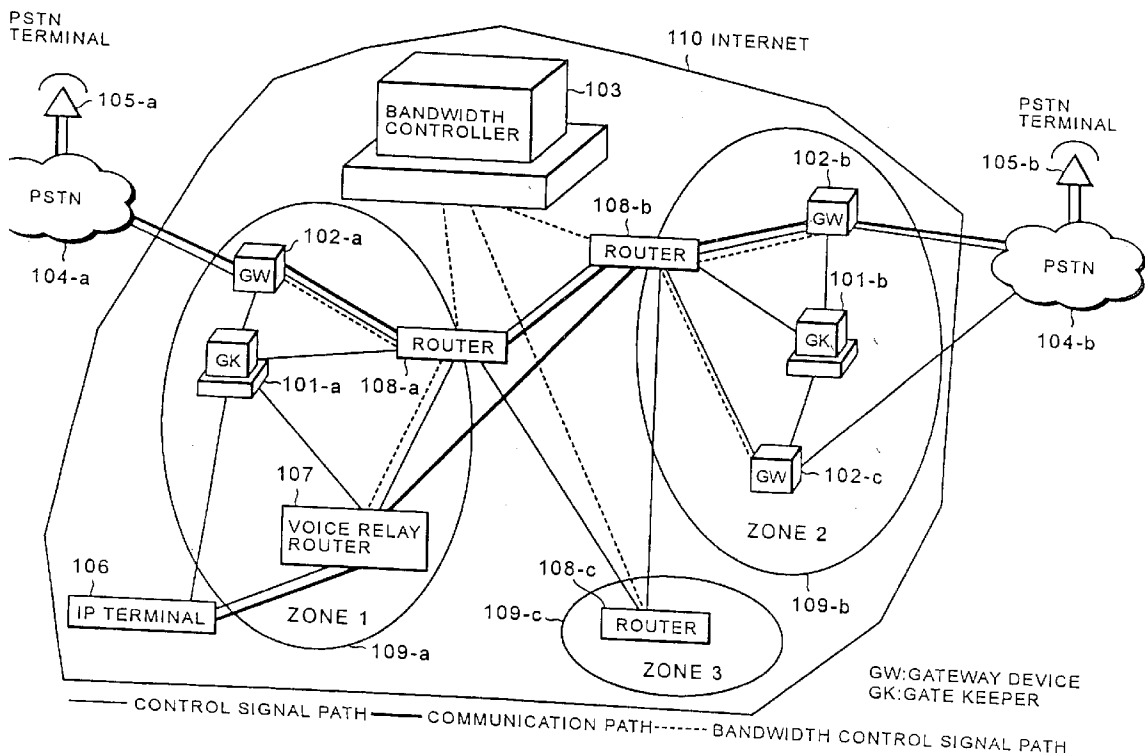 PSTN
TERMINAL
110 INTERNET
105-a
103
BANDWIDTH
CONTROLLER
PSTN
TERMINAL
102-b
105-b
PSTN
108-b
GW
102-a
ROUTER
GW
PSTN
104-a
101-b
GK
104-b
ROUTER
GK
101-a
108-a
107
GW
102-c
VOICE RELAY
ROUTER
ZONE 2
106
108-c
IP TERMINAL
ZONE 1
109-c
109-b
ROUTER
109-a
ZONE 3
GW:GATEWAY DEVICE
GK:GATE KEEPER
CONTROL SIGNAL PATH
COMMUNICATION PATH
BANDWIDTH CONTROL SIGNAL PATH